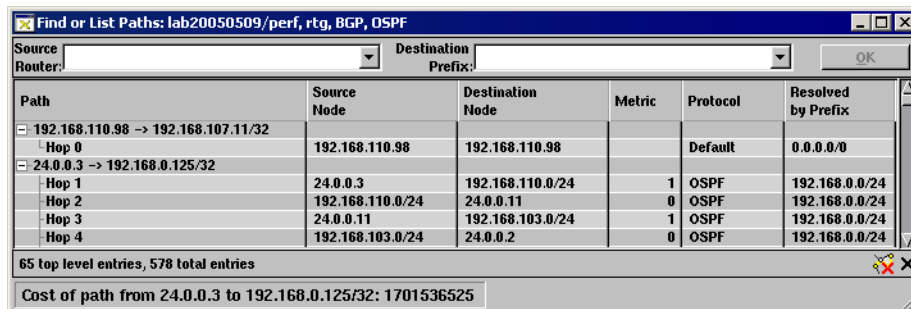 Find or List Paths: lab20050509/perf, rtg, BGP, OSPF
Source Router: Destination Prefix: OK
Path Source Node Destination Node Metric Protocol Resolved by Prefix
192.168.110.98 -> 192.168.107.11/32
Hop 0 192.168.110.98 192.168.110.98 Default 0.0.0.0/0
24.0.0.3 -> 192.168.0.125/32
Hop 1 24.0.0.3 192.168.110.0/24 1 OSPF 192.168.0.0/24
Hop 2 192.168.110.0/24 24.0.0.11 0 OSPF 192.168.0.0/24
Hop 3 24.0.0.11 192.168.103.0/24 1 OSPF 192.168.0.0/24
Hop 4 192.168.103.0/24 24.0.0.2 0 OSPF 192.168.0.0/24
65 top level entries, 578 total entries
Cost of path from 24.0.0.3 to 192.168.0.125/32: 1701536525